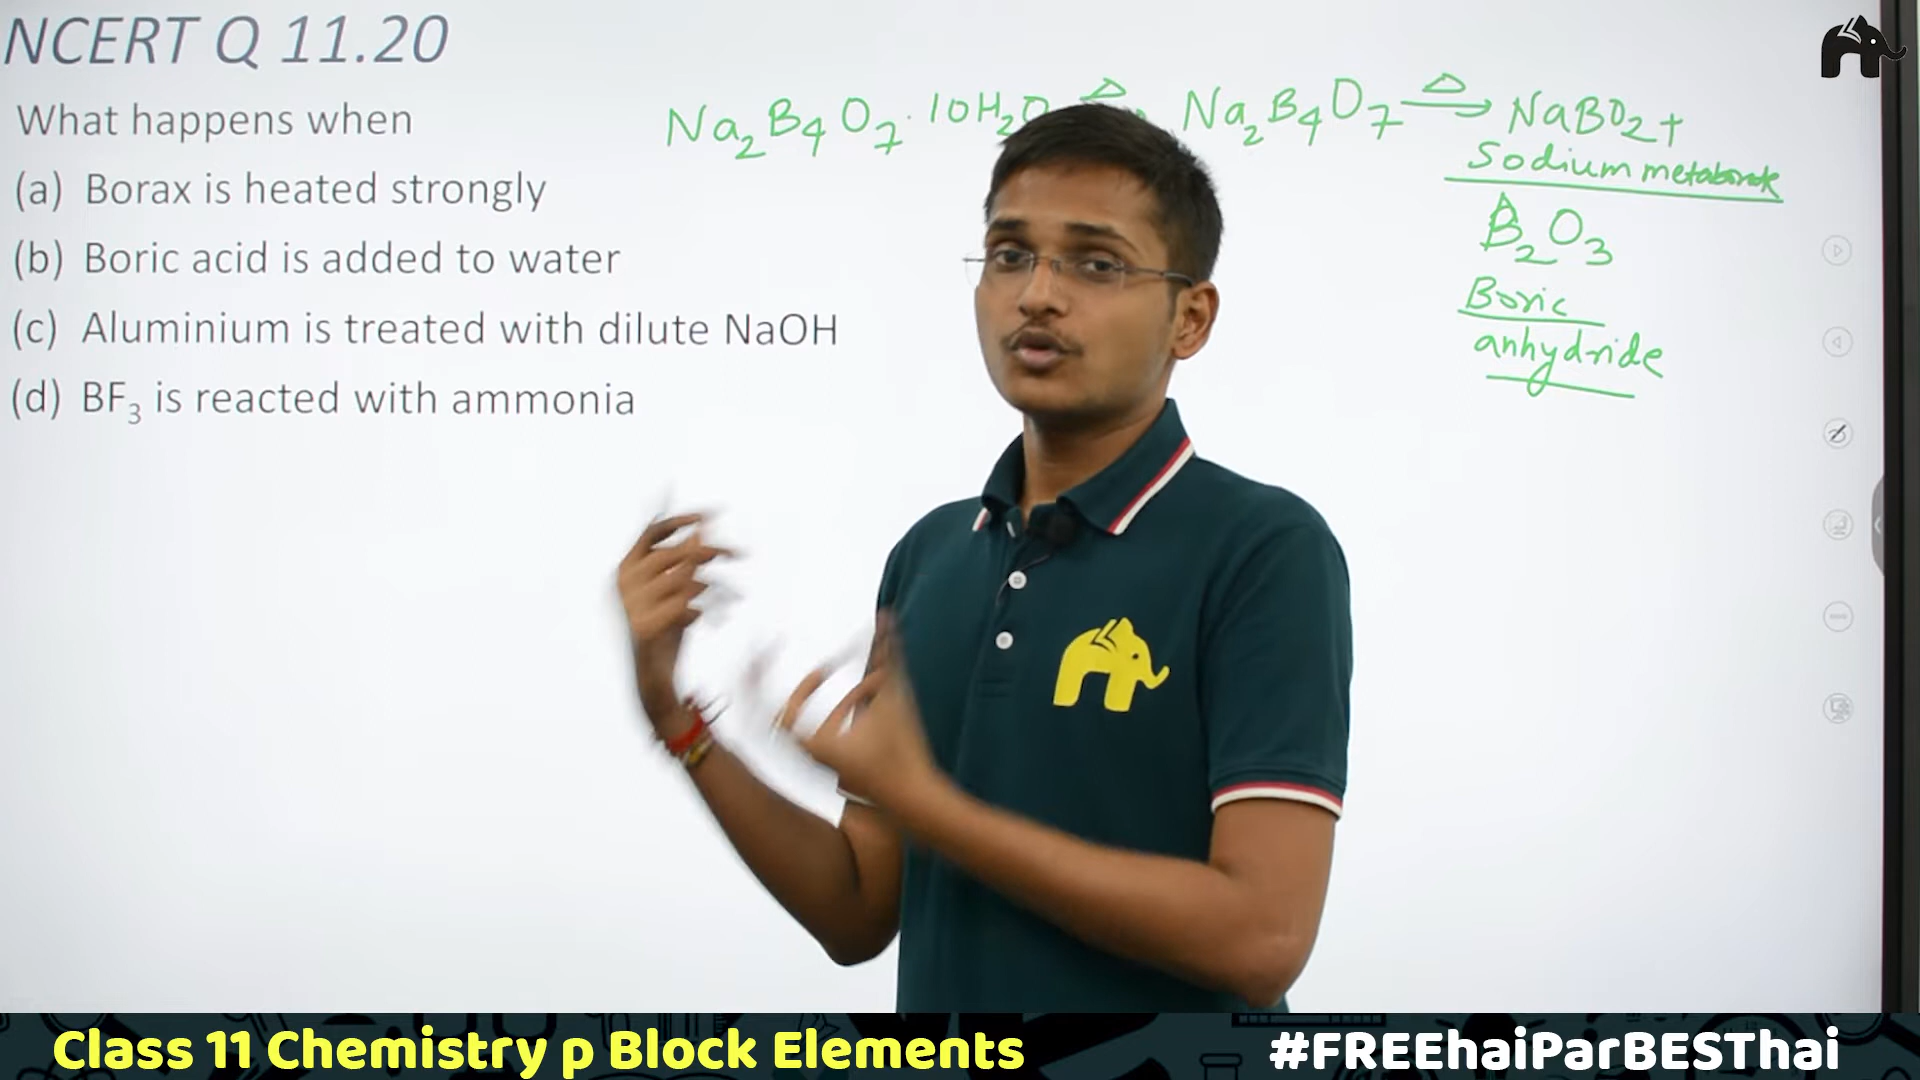 NCERT Q 11.20
What happens when
(a) Borax is heated strongly
(b) Boric acid is added to water
(c) Aluminium is treated with dilute NaOH
(d) BF₃ is reacted with ammonia
Na₂B₄O₇·10H₂O Δ Na₂B₄O₇ Δ→ NaBO₂+
Sodium
B₂O₃
Boric
anhydride
Class 11 Chemistry p Block Elements
#FREEhaiParBESThai